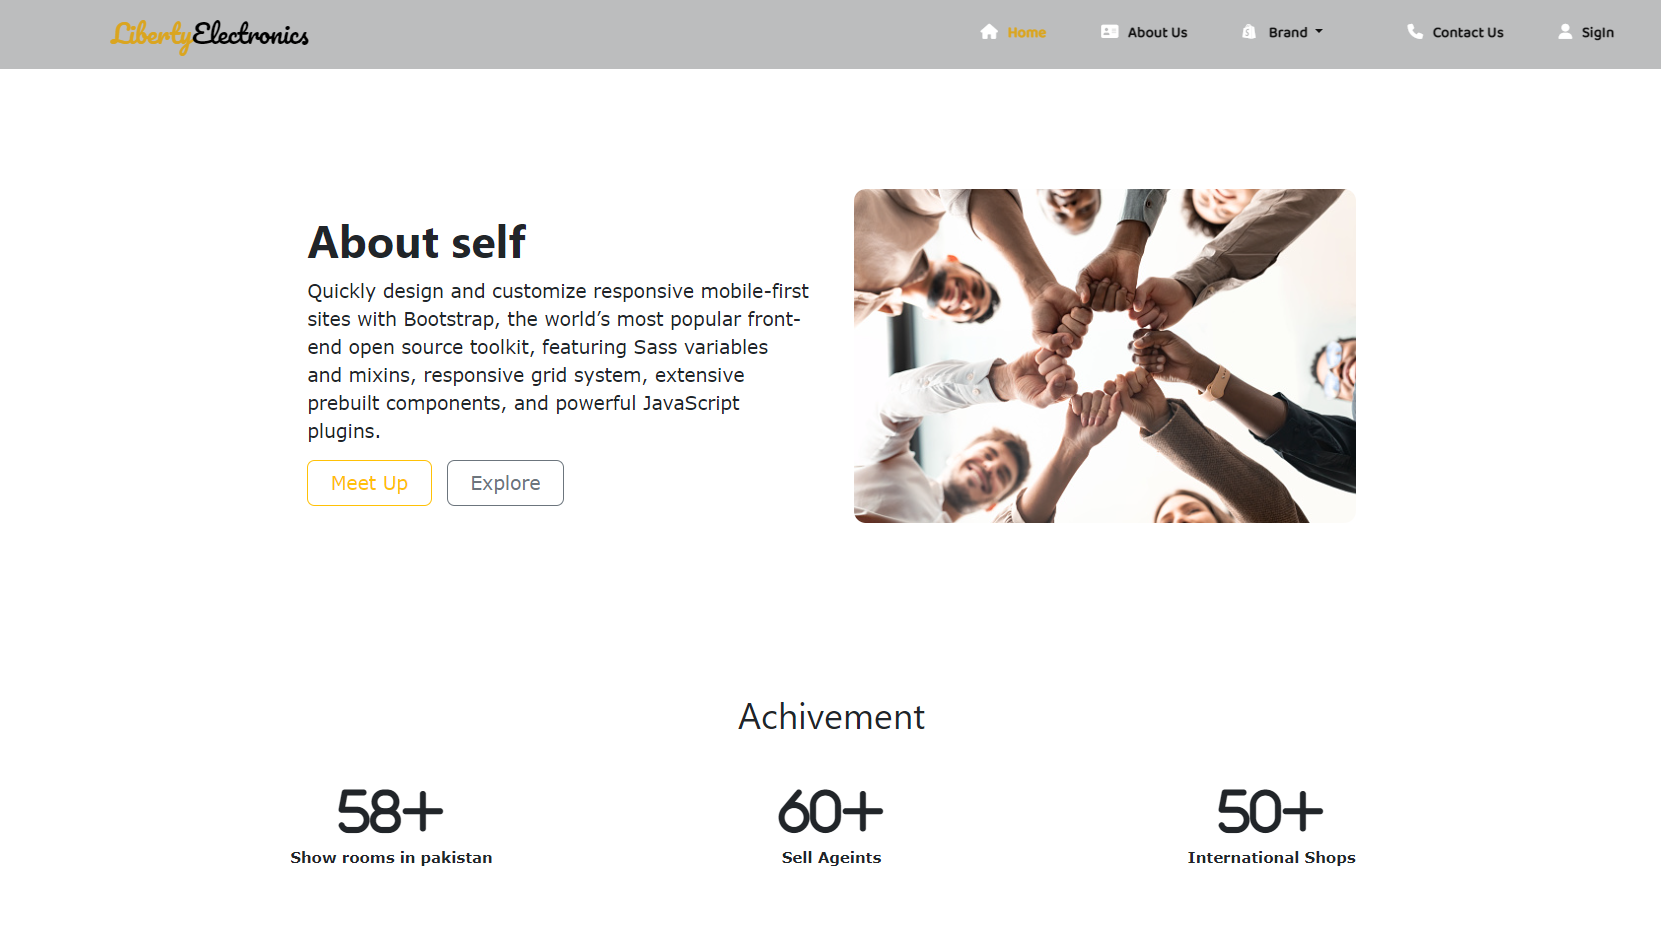 LibertyElectronics Home About Us Brand Contact Us SigIn
About self
Quickly design and customize responsive mobile-first
sites with Bootstrap, the world’s most popular front-
end open source toolkit, featuring Sass variables
and mixins, responsive grid system, extensive
prebuilt components, and powerful JavaScript
plugins.
Meet Up Explore
Achivement
58+ 60+ 50+
Show rooms in pakistan Sell Ageints International Shops